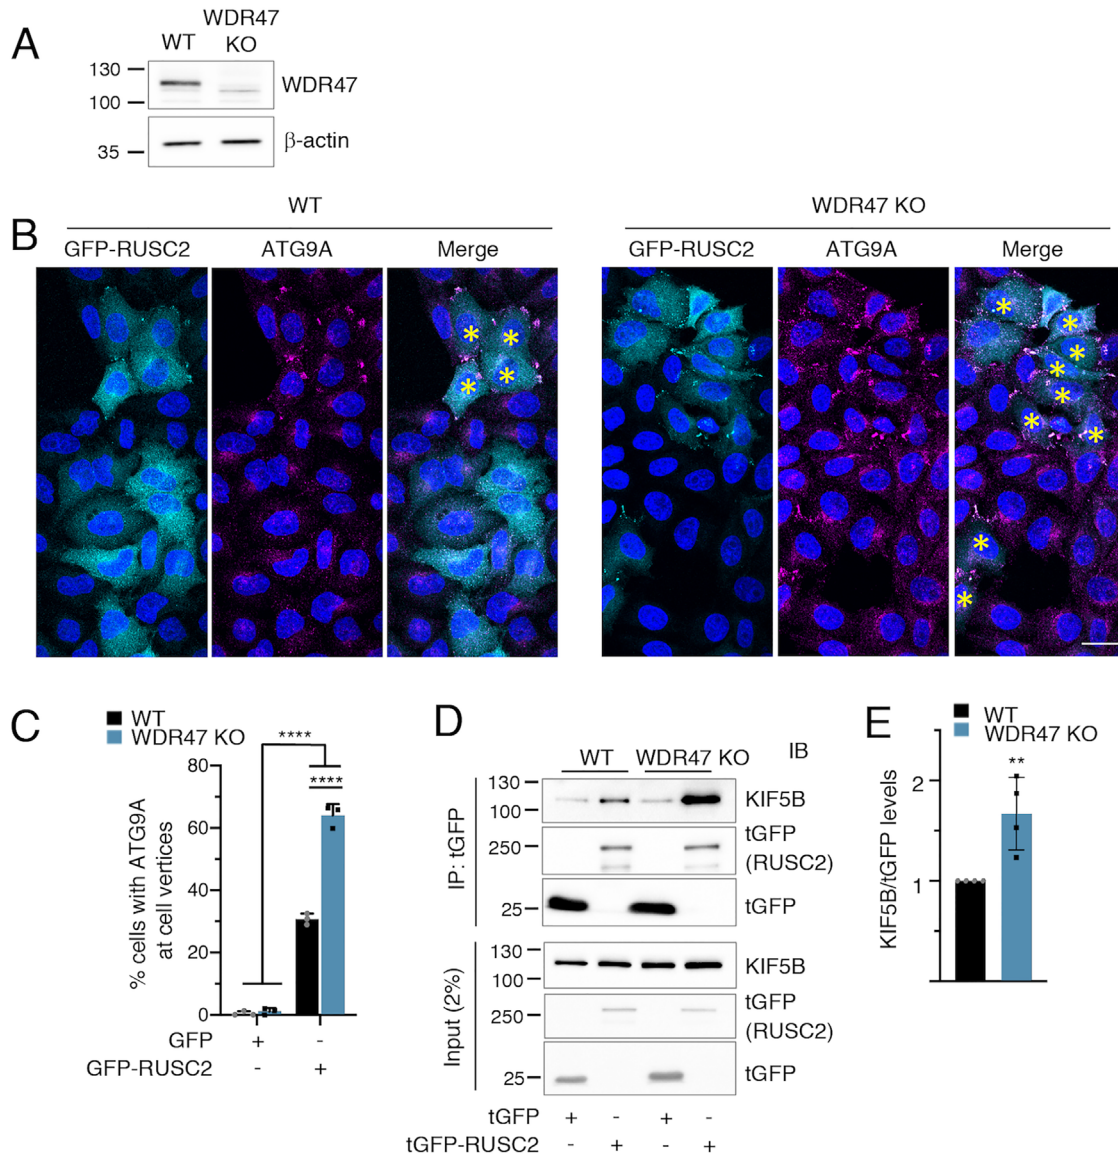 A
WT
WDR47
KO
130
100
WDR47
35
β-actin
B
WT
WDR47 KO
GFP-RUSC2
ATG9A
Merge
GFP-RUSC2
ATG9A
Merge
* * * *
* * * * * * * * *
C
WT
WDR47 KO
****
****
% cells with ATG9A
at cell vertices
80
60
40
20
0
GFP + -
GFP-RUSC2 - +
D
WT WDR47 KO IB
IP: tGFP
130
100
KIF5B
250
tGFP
(RUSC2)
25
tGFP
Input (2%)
130
100
KIF5B
250
tGFP
(RUSC2)
25
tGFP
tGFP + - + -
tGFP-RUSC2 - + - +
E
WT
WDR47 KO
**
KIF5B/tGFP levels
2
1